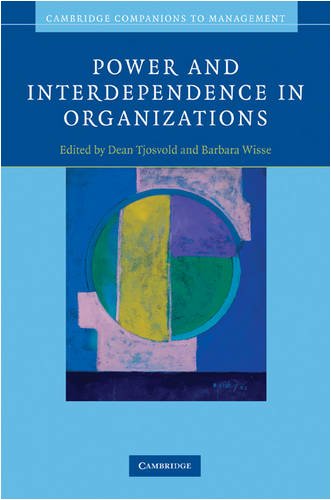 CAMBRIDGE COMPANIONS TO MANAGEMENT
POWER AND
INTERDEPENDENCE IN
ORGANIZATIONS
Edited by Dean Tjosvold and Barbara Wisse
CAMBRIDGE